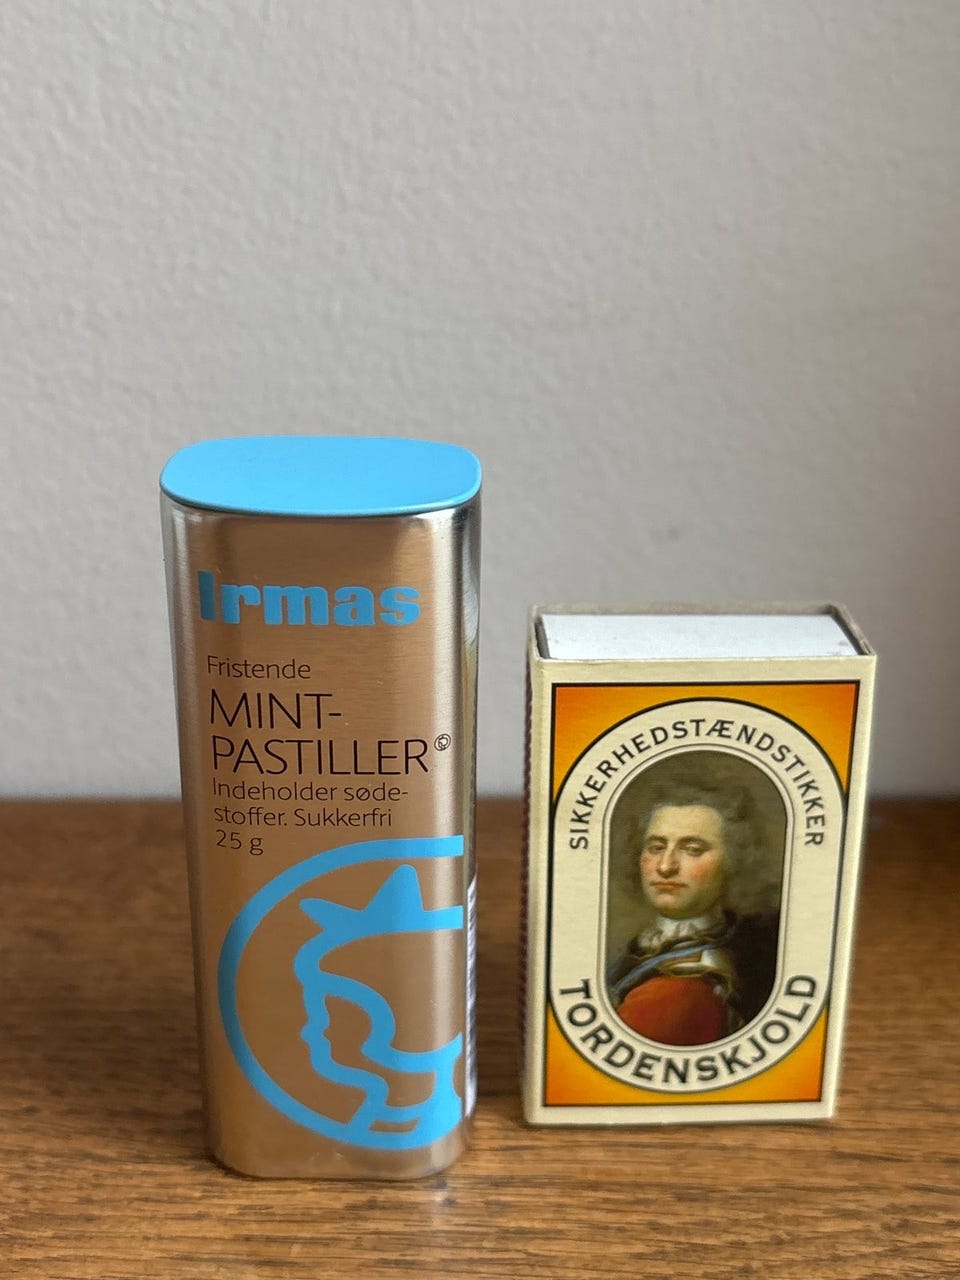 Irmas
Fristende
MINT-
PASTILLER
Indeholder søde-
stoffer. Sukkerfri
25 g
SIKKERHEDSTÆNDSTIKKER
TORDENSKJOLD